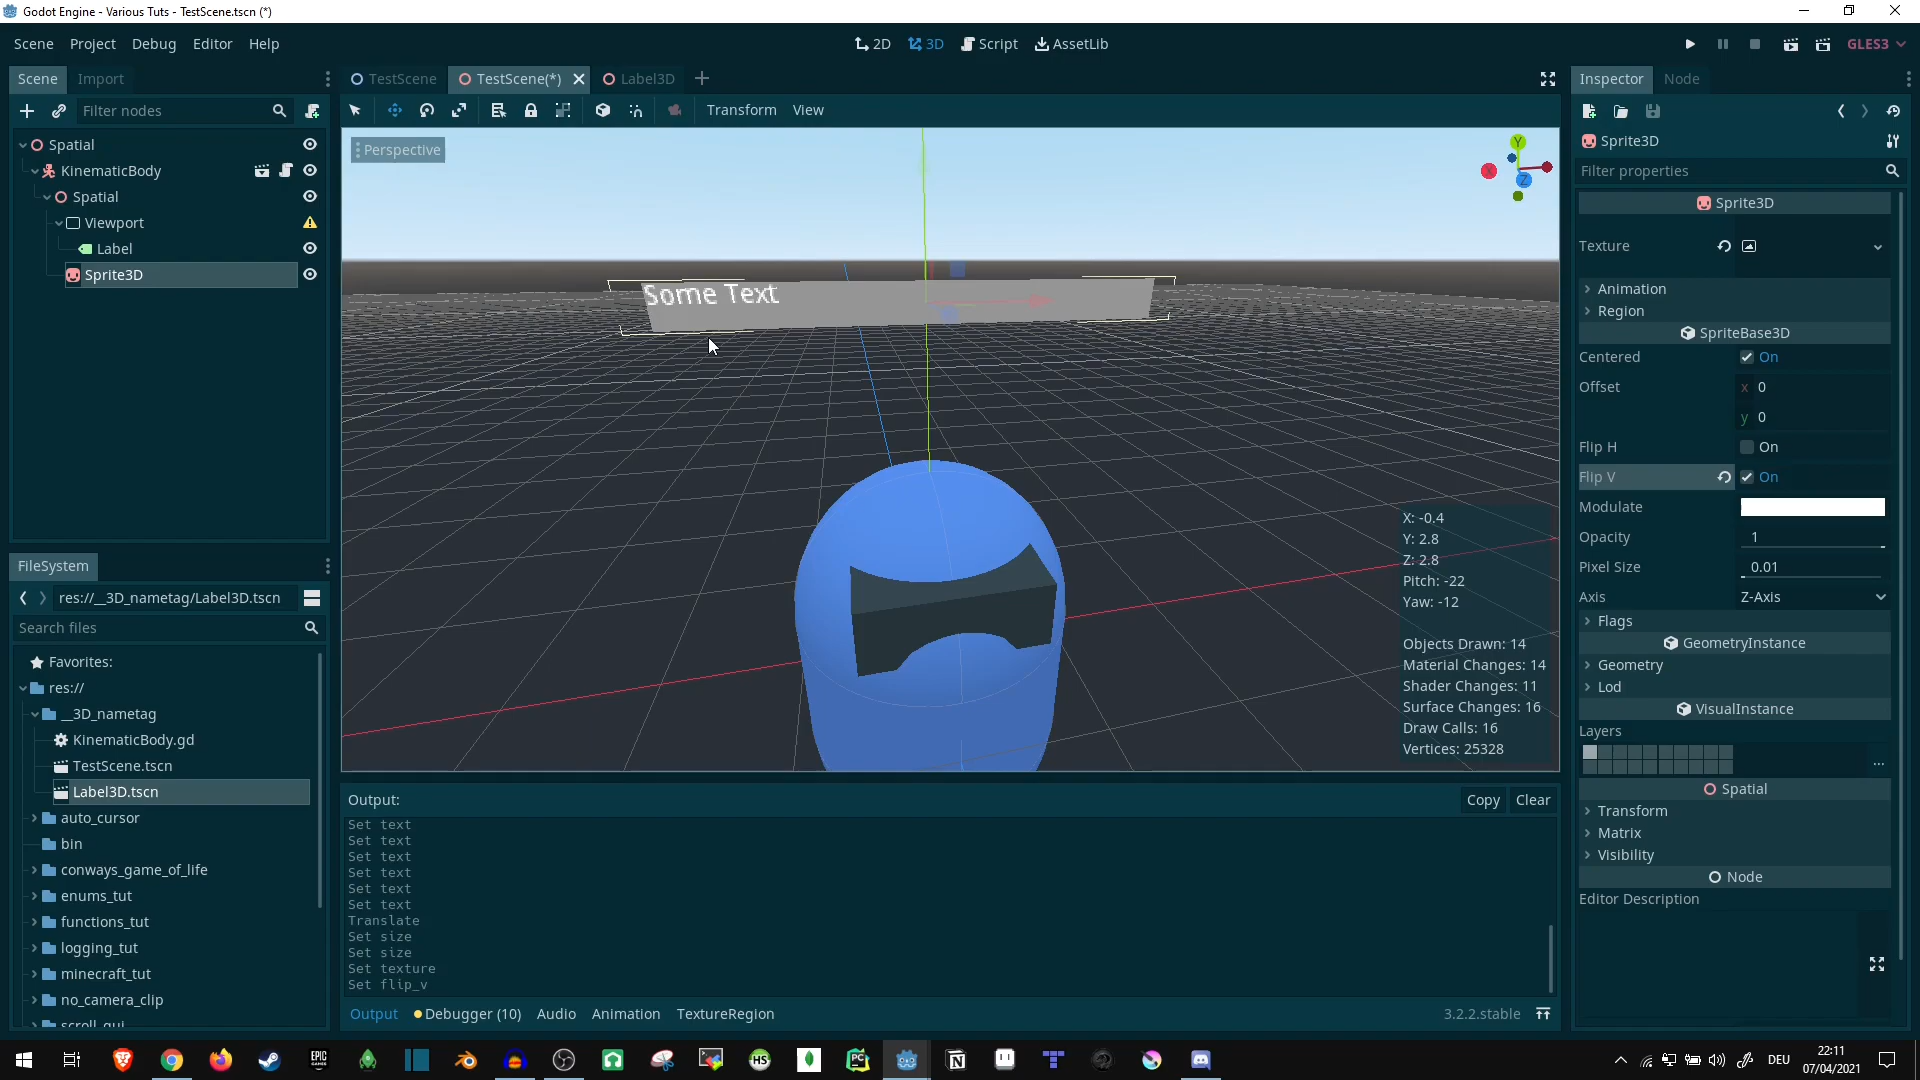 Godot Engine - Various Tuts - TestScene.tscn (*)
Scene Project Debug Editor Help
2D 3D Script AssetLib
GLES3
Scene Import
TestScene TestScene(*) Label3D
Inspector Node
Filter nodes
Transform View
Spatial
KinematicBody
Spatial
Viewport
Label
Sprite3D
Perspective
Y
X
Z
Some Text
X: -0.4
Y: 2.8
Z: 2.8
Pitch: -22
Yaw: -12
Objects Drawn: 14
Material Changes: 14
Shader Changes: 11
Surface Changes: 16
Draw Calls: 16
Vertices: 25328
Sprite3D
Filter properties
Sprite3D
Texture
Animation
Region
SpriteBase3D
Centered On
Offset x 0
y 0
Flip H On
Flip V On
Modulate
Opacity 1
Pixel Size 0.01
Axis Z-Axis
Flags
GeometryInstance
Geometry
Lod
VisualInstance
Layers
...
Spatial
Transform
Matrix
Visibility
Node
Editor Description
FileSystem
res://__3D_nametag/Label3D.tscn
Search files
Favorites:
res://
__3D_nametag
KinematicBody.gd
TestScene.tscn
Label3D.tscn
auto_cursor
bin
conways_game_of_life
enums_tut
functions_tut
logging_tut
minecraft_tut
no_camera_clip
scroll_gui
Output:
Copy Clear
Set text
Set text
Set text
Set text
Set text
Set text
Translate
Set size
Set size
Set texture
Set flip_v
Output Debugger (10) Audio Animation TextureRegion
3.2.2.stable
EPIC
GAMES
HS
PC
N
DEU
22:11
07/04/2021